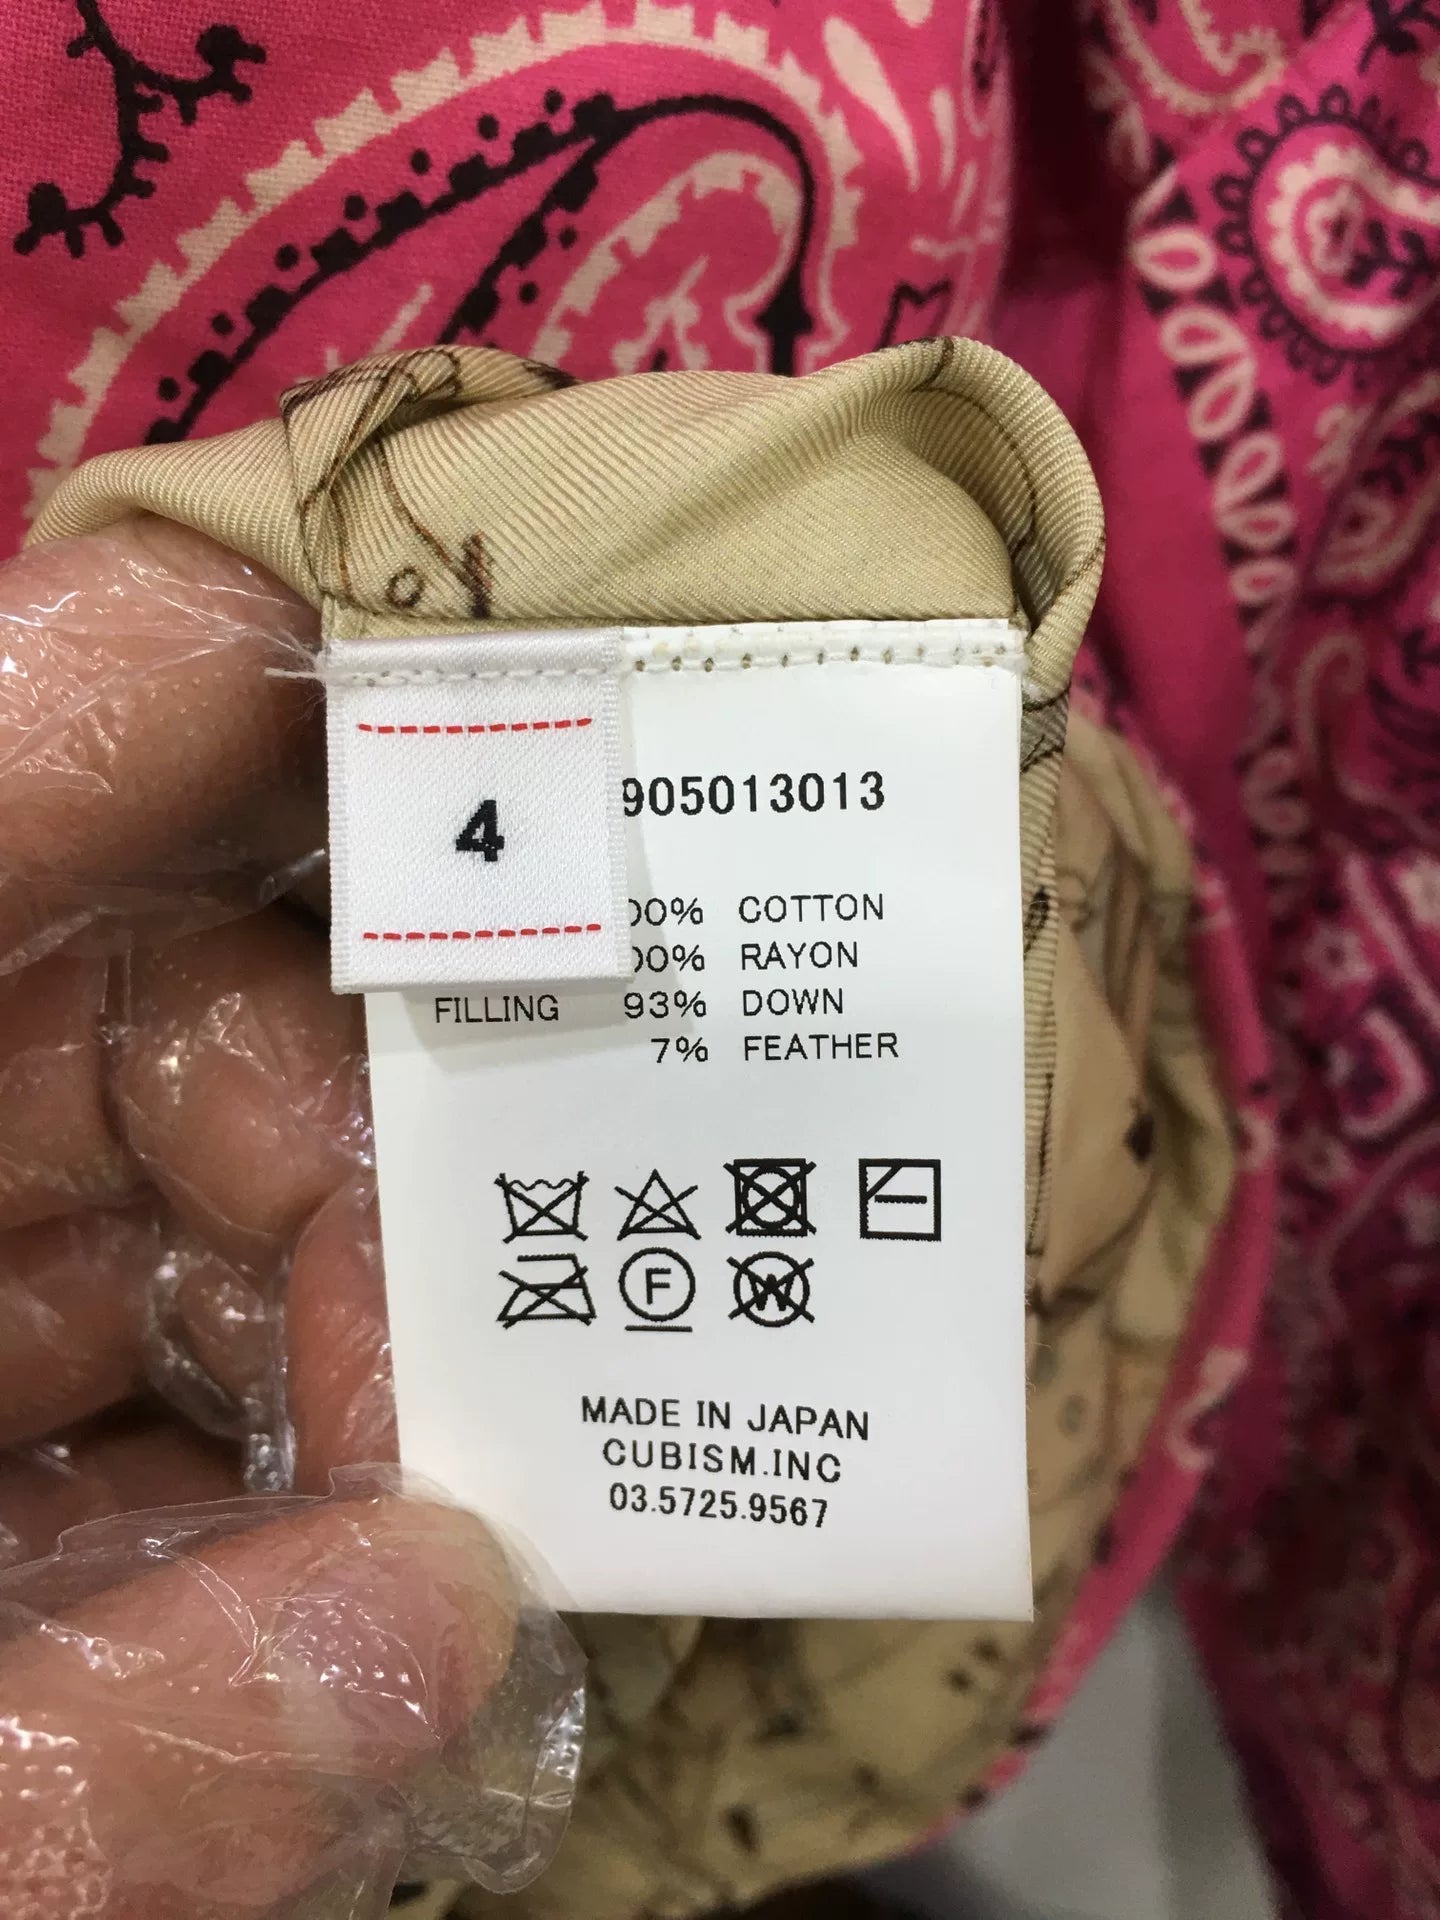 4
905013013
00% COTTON
00% RAYON
FILLING 93% DOWN
7% FEATHER
F
W
MADE IN JAPAN
CUBISM.INC
03.5725.9567